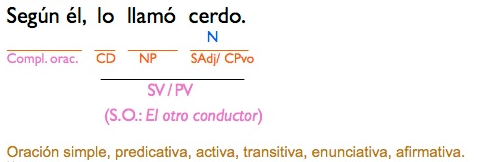 Según él, lo llamó cerdo.
N
Compl. orac. CD NP SAdj/ CPvo
SV / PV
(S.O.: El otro conductor)
Oración simple, predicativa, activa, transitiva, enunciativa, afirmativa.